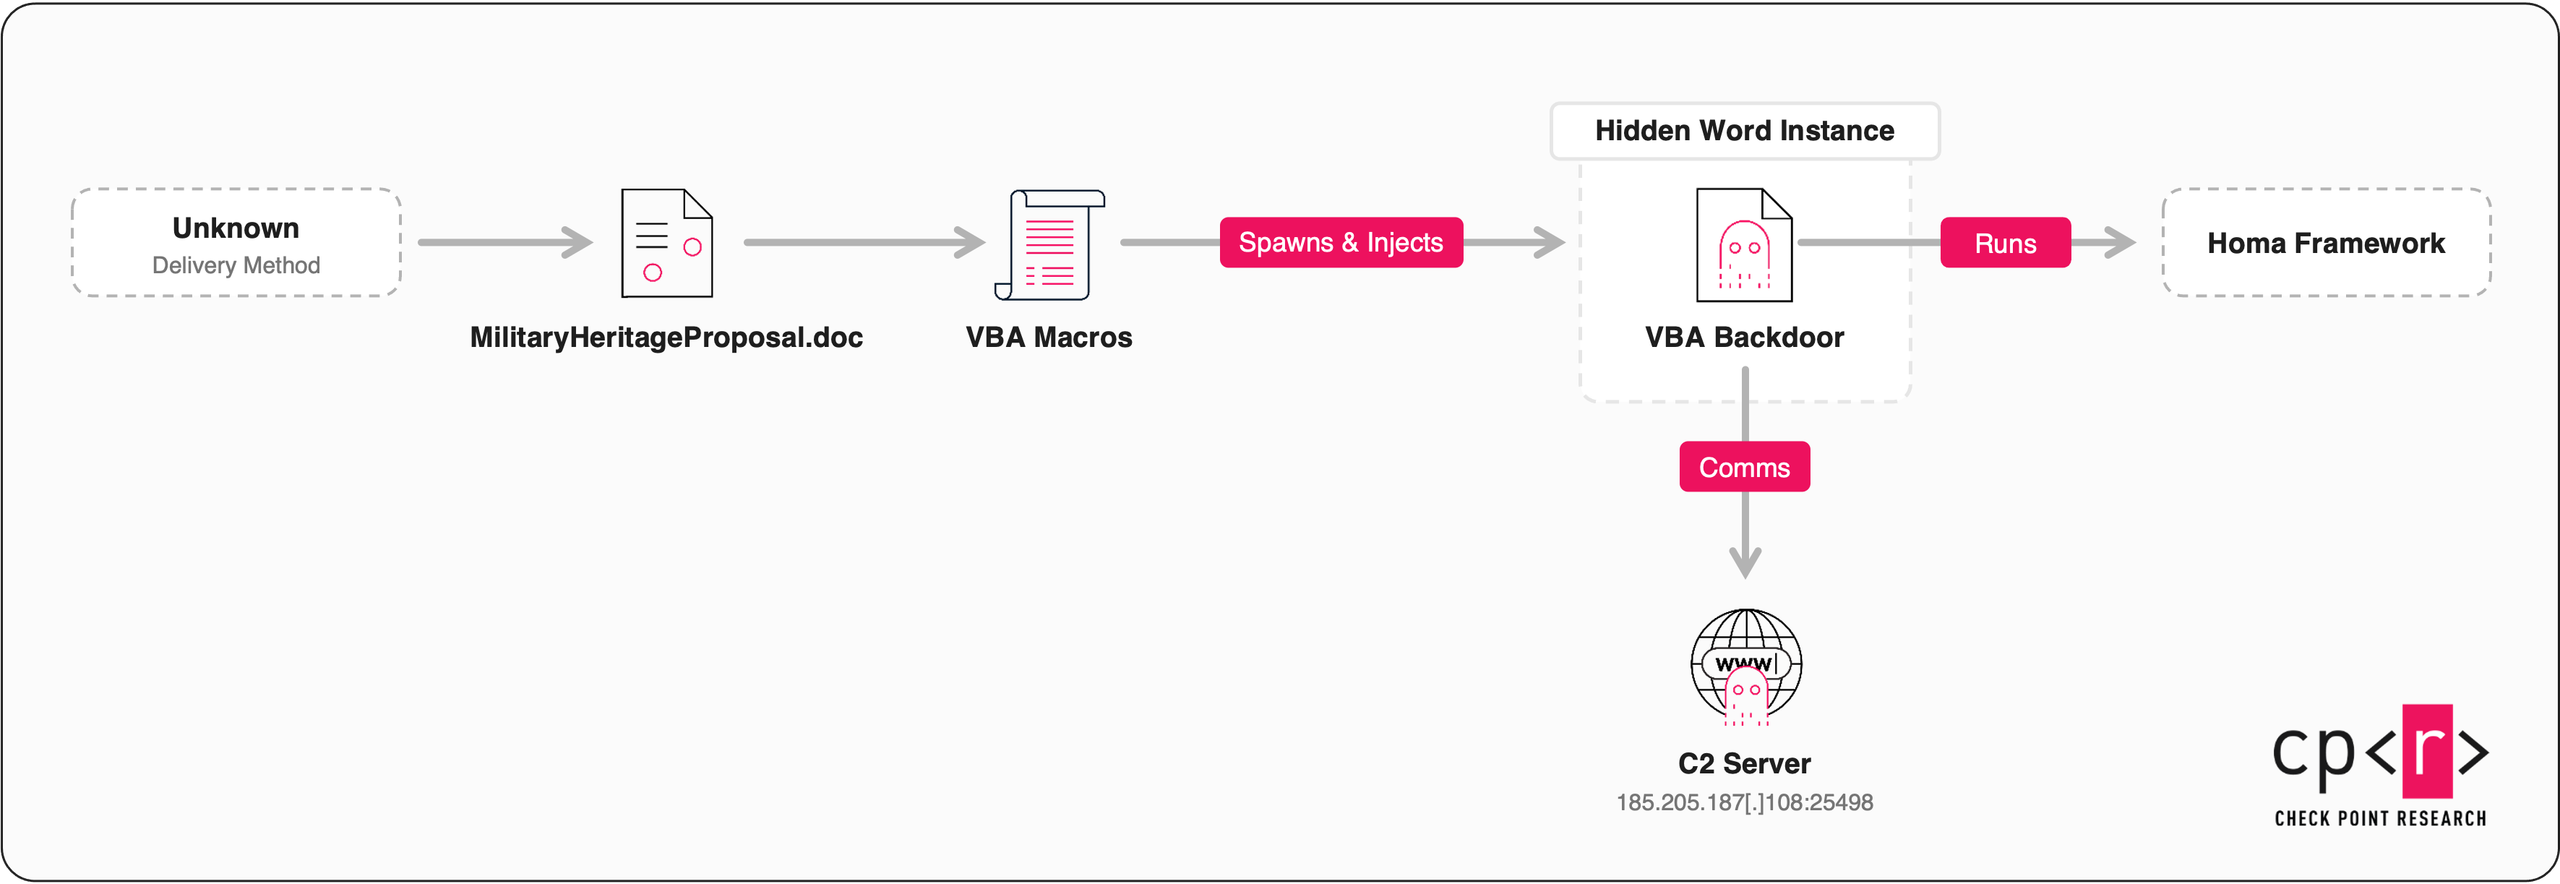 Hidden Word Instance
Unknown
Delivery Method
Spawns & Injects
Runs
Homa Framework
MilitaryHeritageProposal.doc
VBA Macros
VBA Backdoor
Comms
www
C2 Server
185.205.187[.]108:25498
cp<r>
CHECK POINT RESEARCH